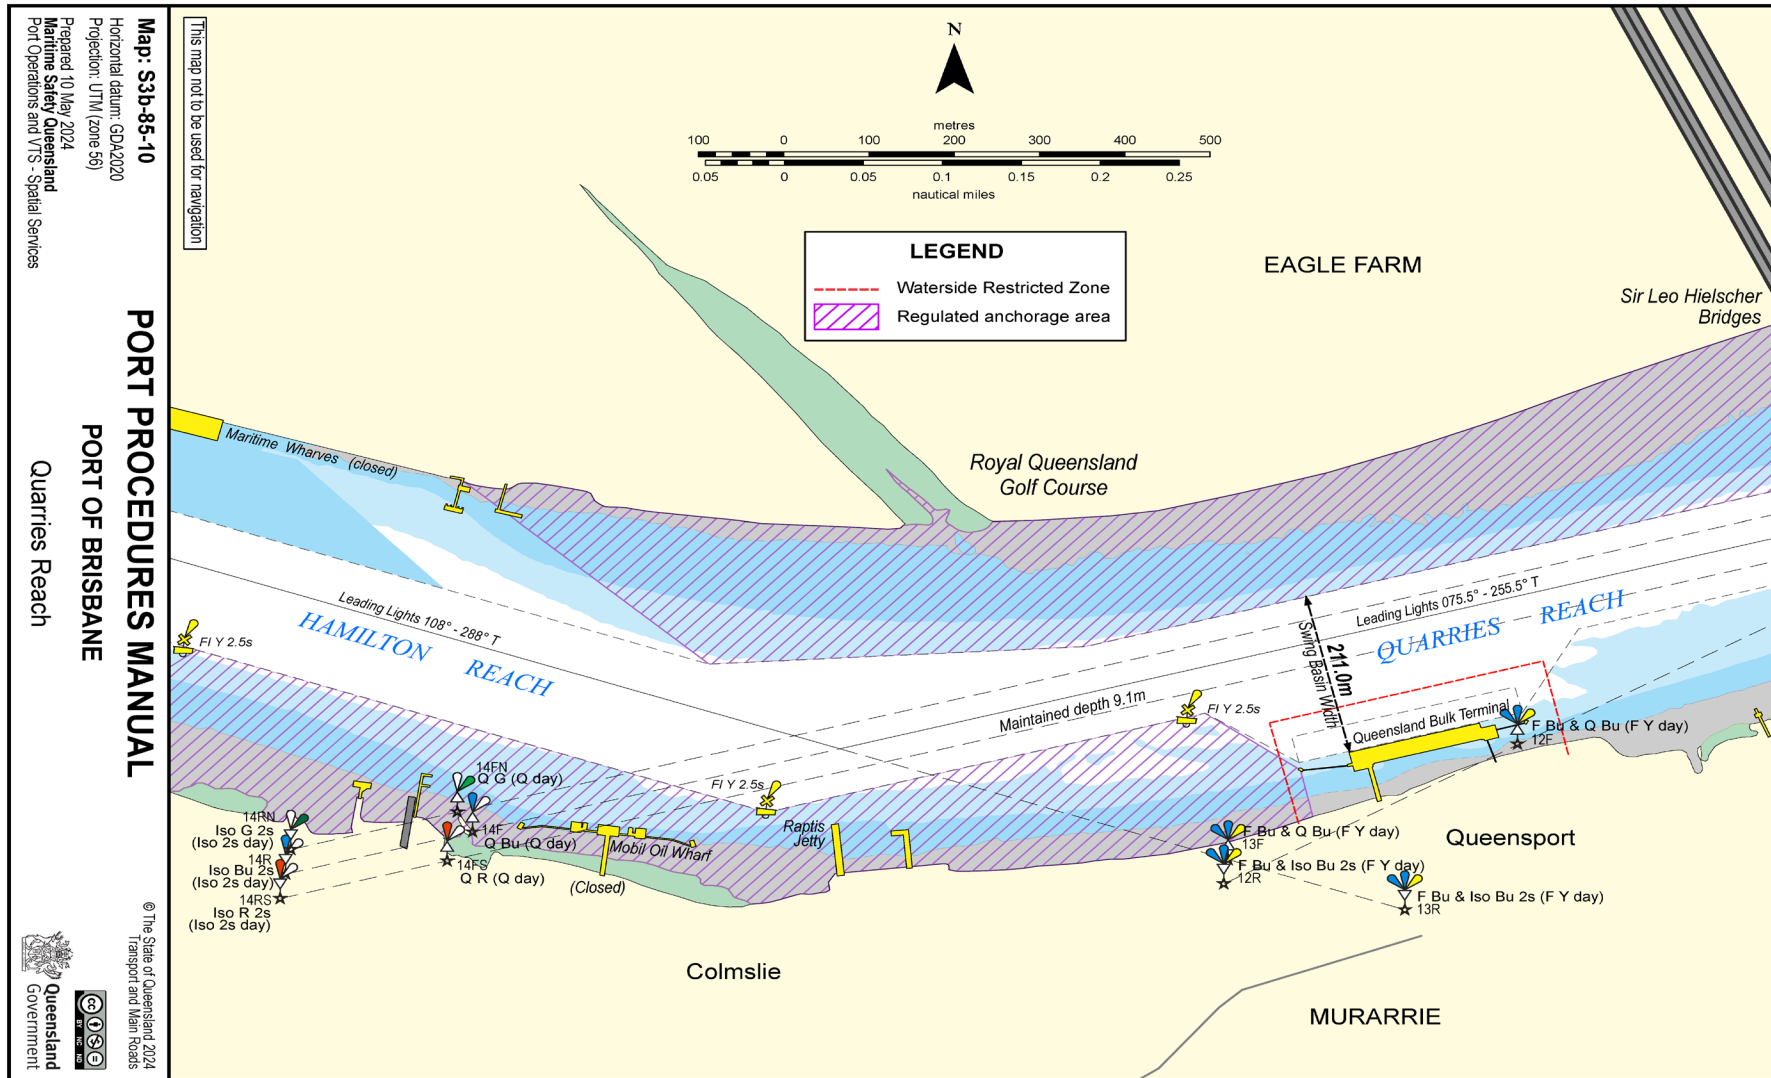 Map: S3b-85-10
Horizontal datum: GDA2020
Projection: UTM (zone 56)
Prepared 10 May 2024
Maritime Safety Queensland
Port Operations and VTS - Spatial Services
This map not to be used for navigation
PORT PROCEDURES MANUAL
PORT OF BRISBANE
Quarries Reach
© The State of Queensland 2024
Transport and Main Roads
Queensland
Government
cc
BY NC ND
N
metres
100 0 100 200 300 400 500
0.05 0 0.05 0.1 0.15 0.2 0.25
nautical miles
LEGEND
Waterside Restricted Zone
Regulated anchorage area
EAGLE FARM
Sir Leo Hielscher
Bridges
Royal Queensland
Golf Course
Maritime Wharves (closed)
Leading Lights 108° - 288° T
HAMILTON REACH
Fl Y 2.5s
Leading Lights 075.5° - 255.5° T
QUARRIES REACH
211.0m
Swing Basin Width
Maintained depth 9.1m
Fl Y 2.5s
Queensland Bulk Terminal
F Bu & Q Bu (F Y day)
12F
Fl Y 2.5s
14FN
Q G (Q day)
14F
Q Bu (Q day)
14FS
Q R (Q day)
14RN
Iso G 2s
(Iso 2s day)
14R
Iso Bu 2s
(Iso 2s day)
14RS
Iso R 2s
(Iso 2s day)
Mobil Oil Wharf
(Closed)
Raptis
Jetty
F Bu & Q Bu (F Y day)
13F
F Bu & Iso Bu 2s (F Y day)
12R
F Bu & Iso Bu 2s (F Y day)
13R
Queensport
Colmslie
MURARRIE